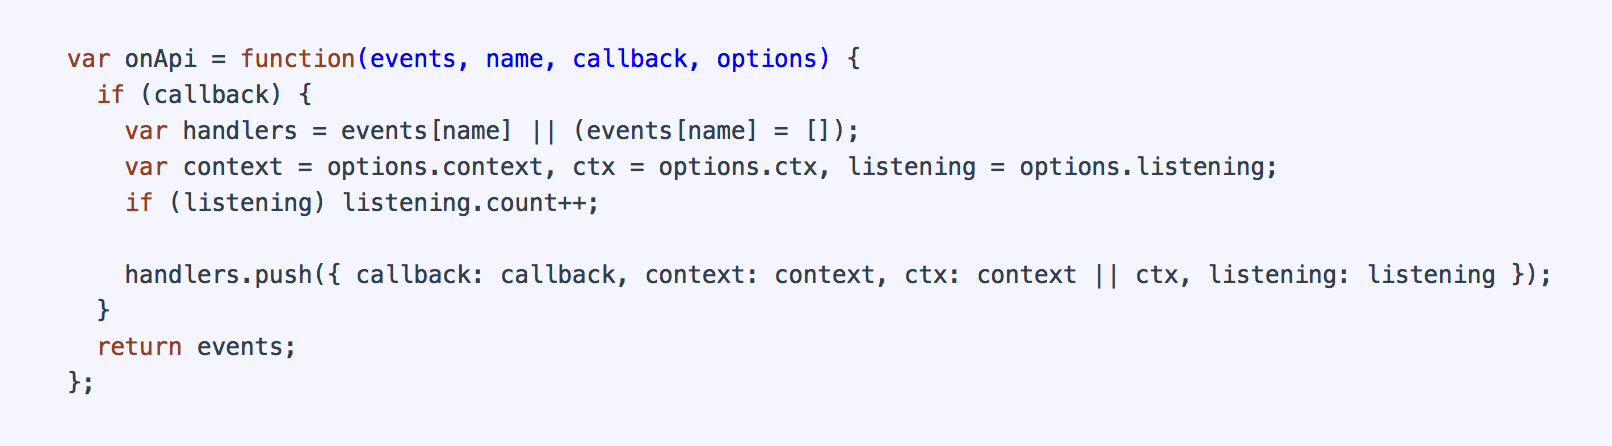 var onApi = function(events, name, callback, options) {
  if (callback) {
    var handlers = events[name] || (events[name] = []);
    var context = options.context, ctx = options.ctx, listening = options.listening;
    if (listening) listening.count++;

    handlers.push({ callback: callback, context: context, ctx: context || ctx, listening: listening });
  }
  return events;
};